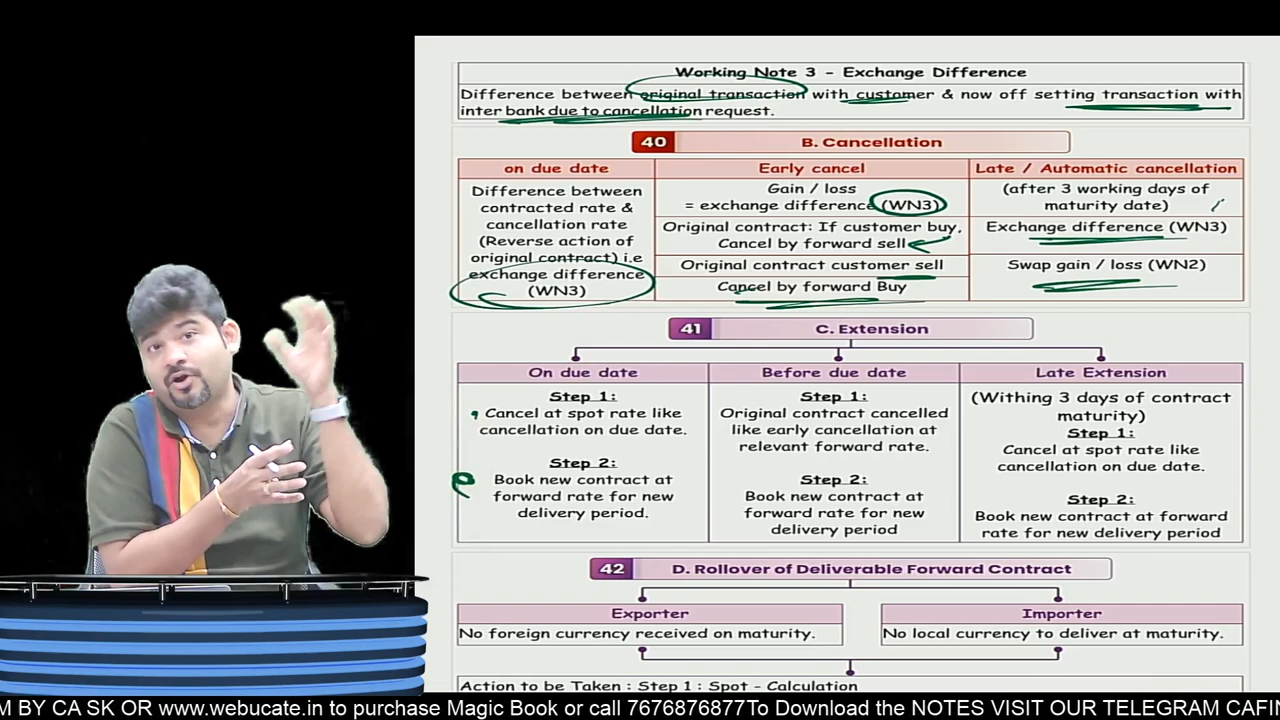 Working Note 3 - Exchange Difference
Difference between original transaction with customer & now off setting transaction with
inter bank due to cancellation request.
40 B. Cancellation
on due date
Difference between
contracted rate &
cancellation rate
(Reverse action of
original contract) i.e
exchange difference
(WN3)
Early cancel
Gain / loss
= exchange difference (WN3)
Original contract: If customer buy,
Cancel by forward sell
Original contract customer sell
Cancel by forward Buy
Late / Automatic cancellation
(after 3 working days of
maturity date)
Exchange difference (WN3)
Swap gain / loss (WN2)
41 C. Extension
On due date
Step 1:
Cancel at spot rate like
cancellation on due date.
Step 2:
Book new contract at
forward rate for new
delivery period.
Before due date
Step 1:
Original contract cancelled
like early cancellation at
relevant forward rate.
Step 2:
Book new contract at
forward rate for new
delivery period
Late Extension
(Withing 3 days of contract
maturity)
Step 1:
Cancel at spot rate like
cancellation on due date.
Step 2:
Book new contract at forward
rate for new delivery period
42 D. Rollover of Deliverable Forward Contract
Exporter
No foreign currency received on maturity.
Importer
No local currency to deliver at maturity.
Action to be Taken : Step 1 : Spot - Calculation
M BY CA SK OR www.webucate.in to purchase Magic Book or call 7676876877To Download the NOTES VISIT OUR TELEGRAM CAFIN